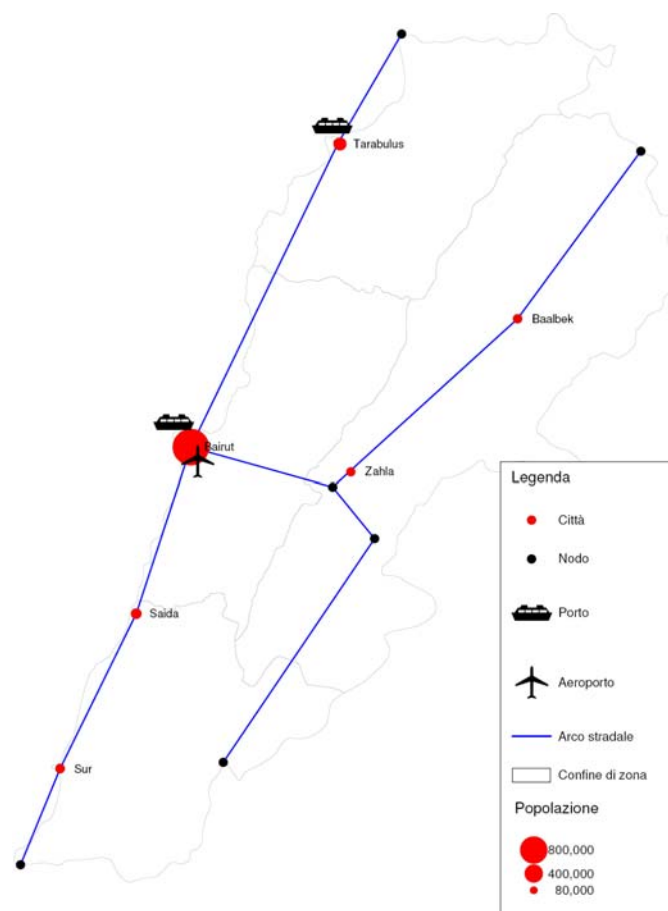 Tarabulus
Baalbek
Bairut
Zahla
Saida
Sur
Legenda
Città
Nodo
Porto
Aeroporto
Arco stradale
Confine di zona
Popolazione
800,000
400,000
80,000